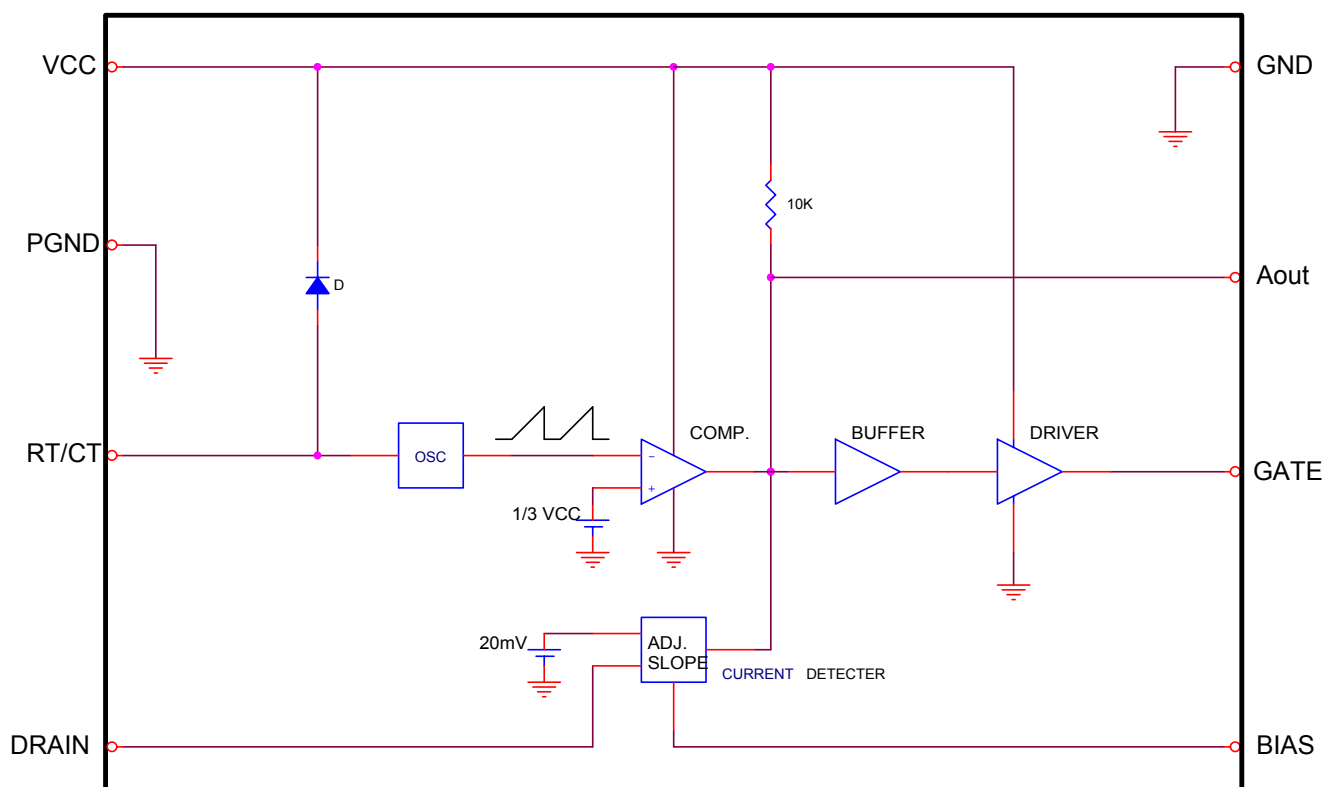 VCC
GND
10K
PGND
Aout
D
COMP.
BUFFER
DRIVER
RT/CT
OSC
−
+
GATE
1/3 VCC
20mV
ADJ.
SLOPE
CURRENT DETECTER
DRAIN
BIAS